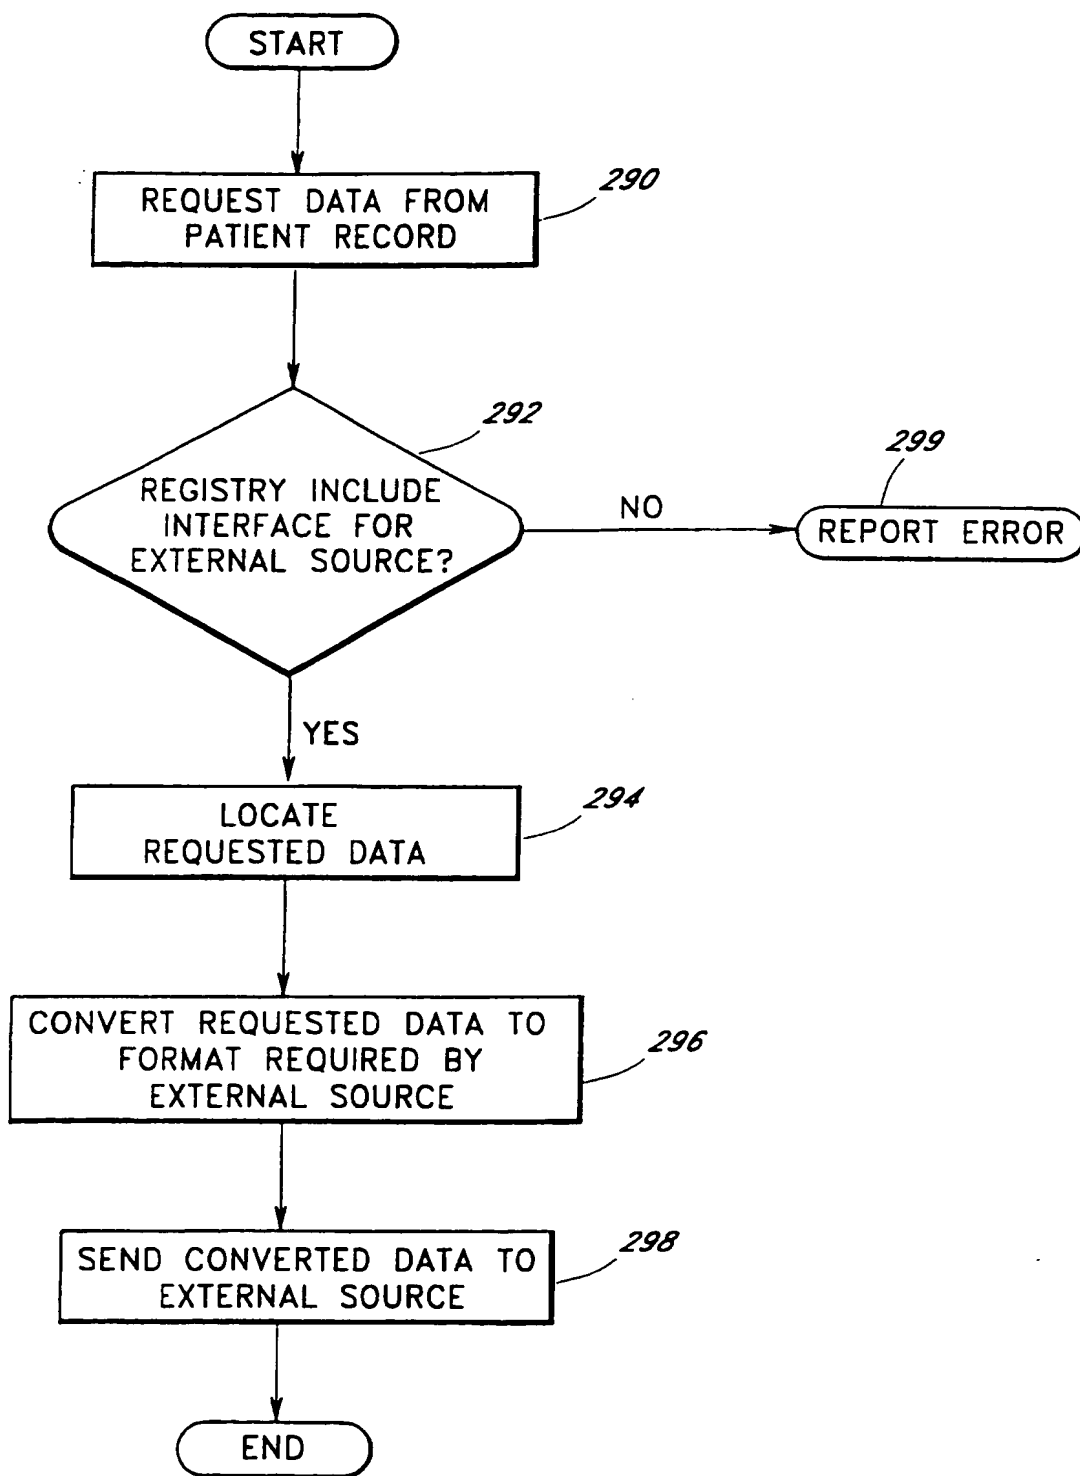 START
290
REQUEST DATA FROM
PATIENT RECORD
292
REGISTRY INCLUDE
INTERFACE FOR
EXTERNAL SOURCE?
NO
299
REPORT ERROR
YES
294
LOCATE
REQUESTED DATA
296
CONVERT REQUESTED DATA TO
FORMAT REQUIRED BY
EXTERNAL SOURCE
298
SEND CONVERTED DATA TO
EXTERNAL SOURCE
END